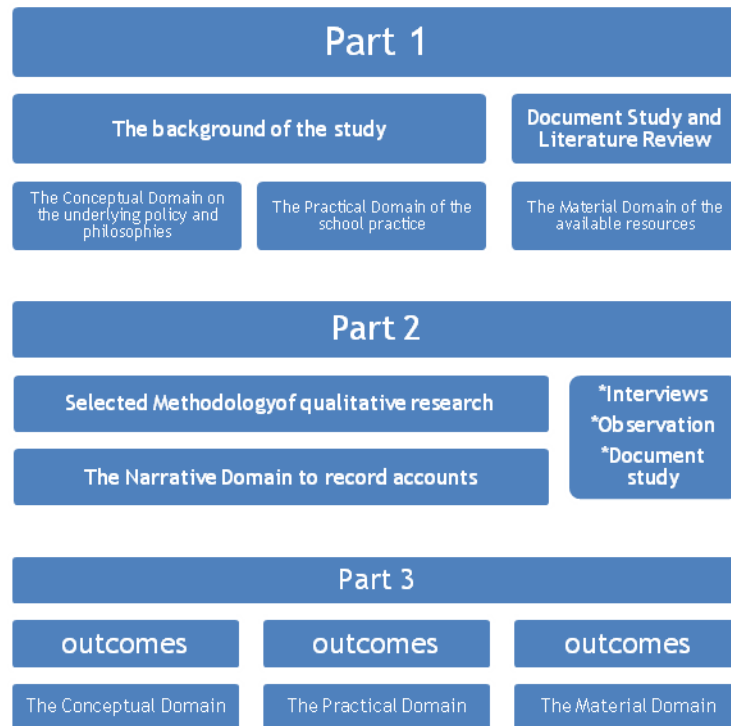 Part 1
The background of the study
Document Study and
Literature Review
The Conceptual Domain on
the underlying policy and
philosophies
The Practical Domain of the
school practice
The Material Domain of the
available resources
Part 2
Selected Methodologyof qualitative research
The Narrative Domain to record accounts
*Interviews
*Observation
*Document
study
Part 3
outcomes
outcomes
outcomes
The Conceptual Domain
The Practical Domain
The Material Domain